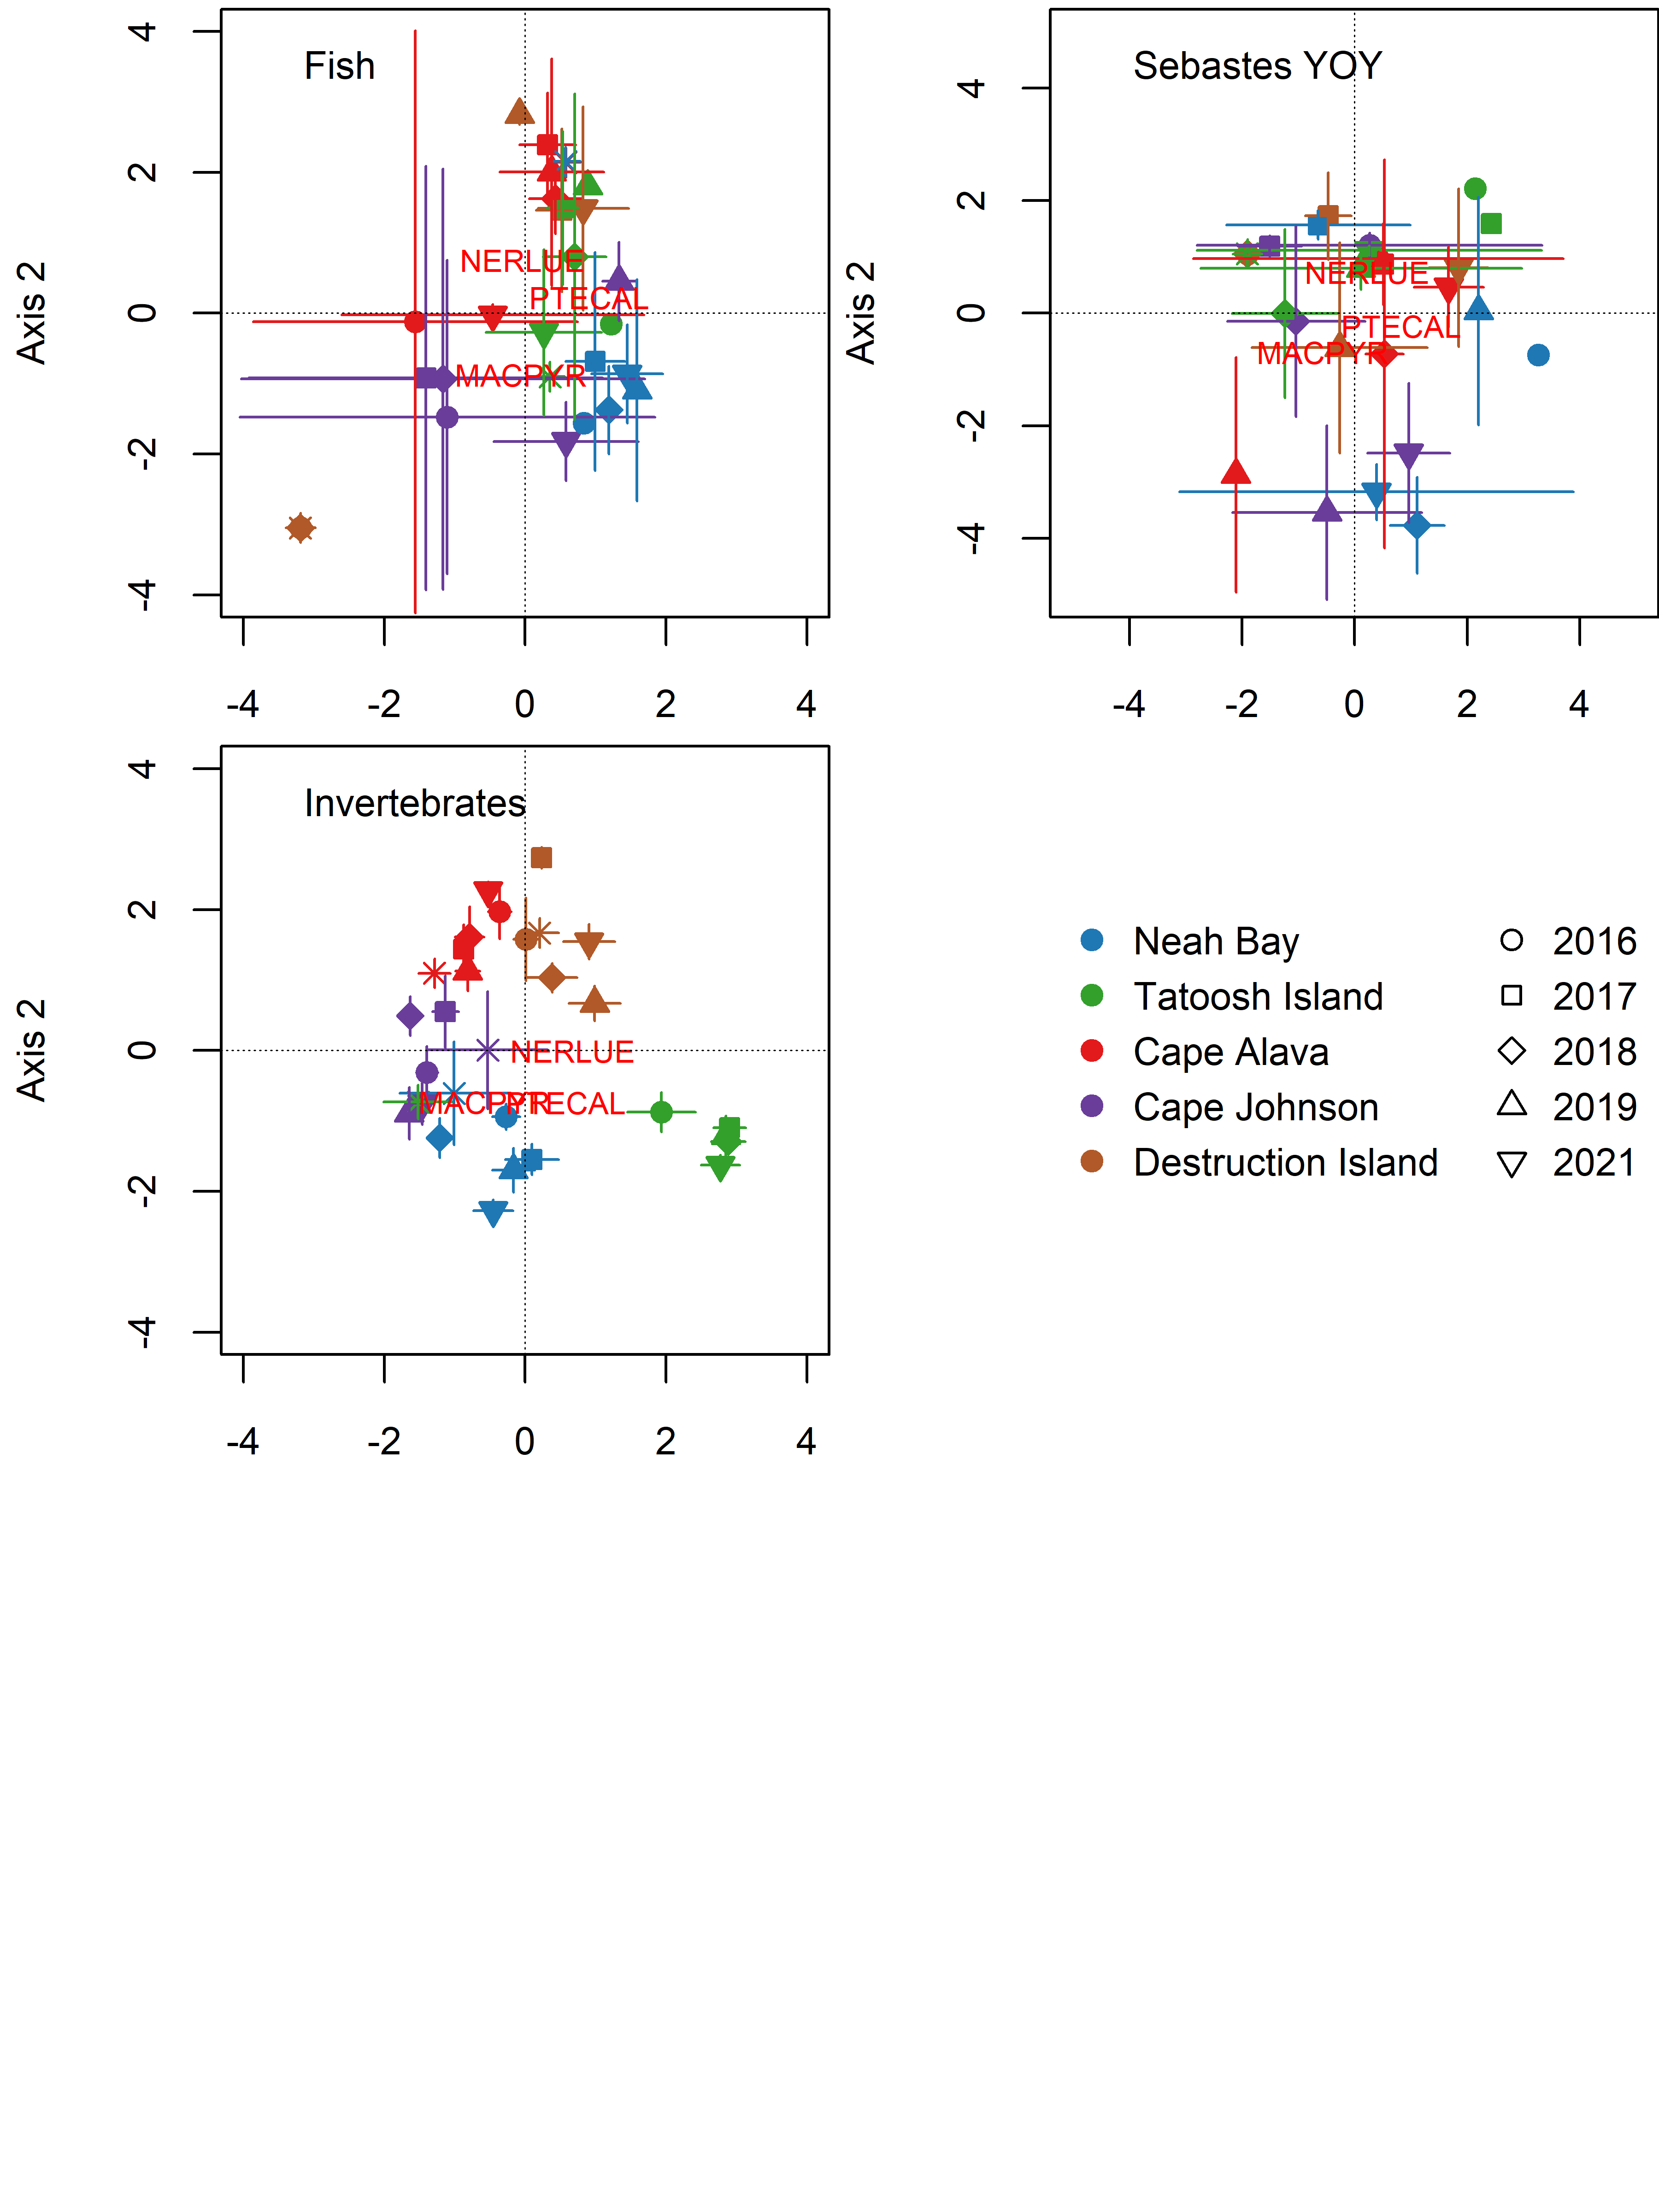 Fish
Axis 2
4
2
0
-2
-4
NERLUE
PTECAL
MACPYR
-4 -2 0 2 4
Sebastes YOY
Axis 2
4
2
0
-2
-4
NERLUE
PTECAL
MACPYR
-4 -2 0 2 4
Invertebrates
Axis 2
4
2
0
-2
-4
NERLUE
MACPYR
PTECAL
-4 -2 0 2 4
Neah Bay 2016
Tatoosh Island 2017
Cape Alava 2018
Cape Johnson 2019
Destruction Island 2021